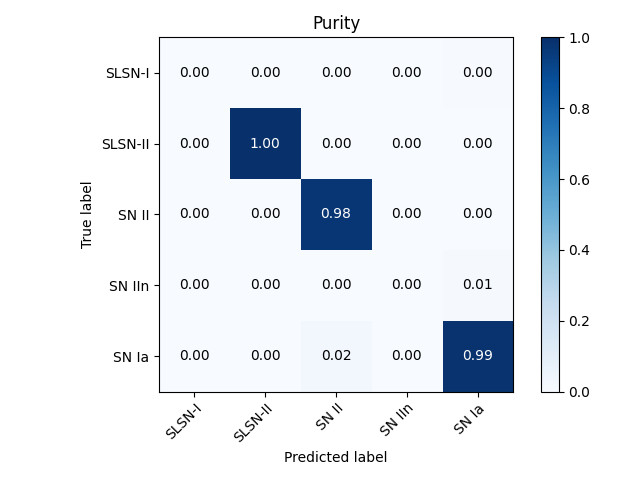 Purity
True label
SLSN-I 0.00 0.00 0.00 0.00 0.00
SLSN-II 0.00 1.00 0.00 0.00 0.00
SN II 0.00 0.00 0.98 0.00 0.00
SN IIn 0.00 0.00 0.00 0.00 0.01
SN Ia 0.00 0.00 0.02 0.00 0.99
SLSN-I SLSN-II SN II SN IIn SN Ia
Predicted label
1.0
0.8
0.6
0.4
0.2
0.0